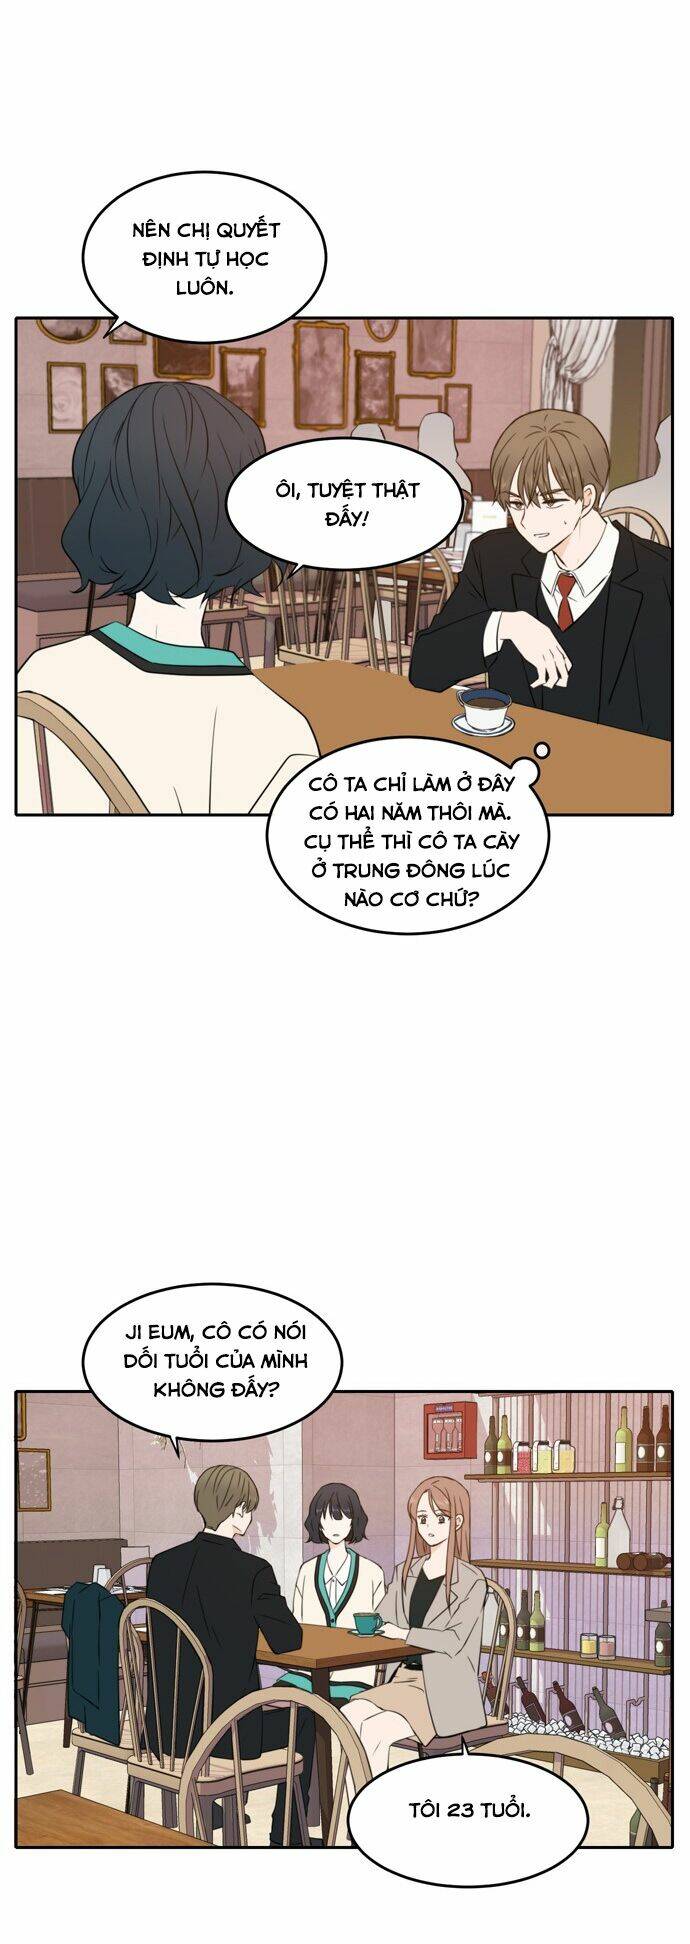 NÊN CHỊ QUYẾT
ĐỊNH TỰ HỌC
LUÔN.
ÔI, TUYỆT THẬT
ĐẤY!
CÔ TA CHỈ LÀM Ở ĐÂY
CÓ HAI NĂM THÔI MÀ.
CỤ THỂ THÌ CÔ TA CÀY
Ở TRUNG ĐÔNG LÚC
NÀO CƠ CHỨ?
JI EUM, CÔ CÓ NÓI
DỐI TUỔI CỦA MÌNH
KHÔNG ĐẤY?
TÔI 23 TUỔI.